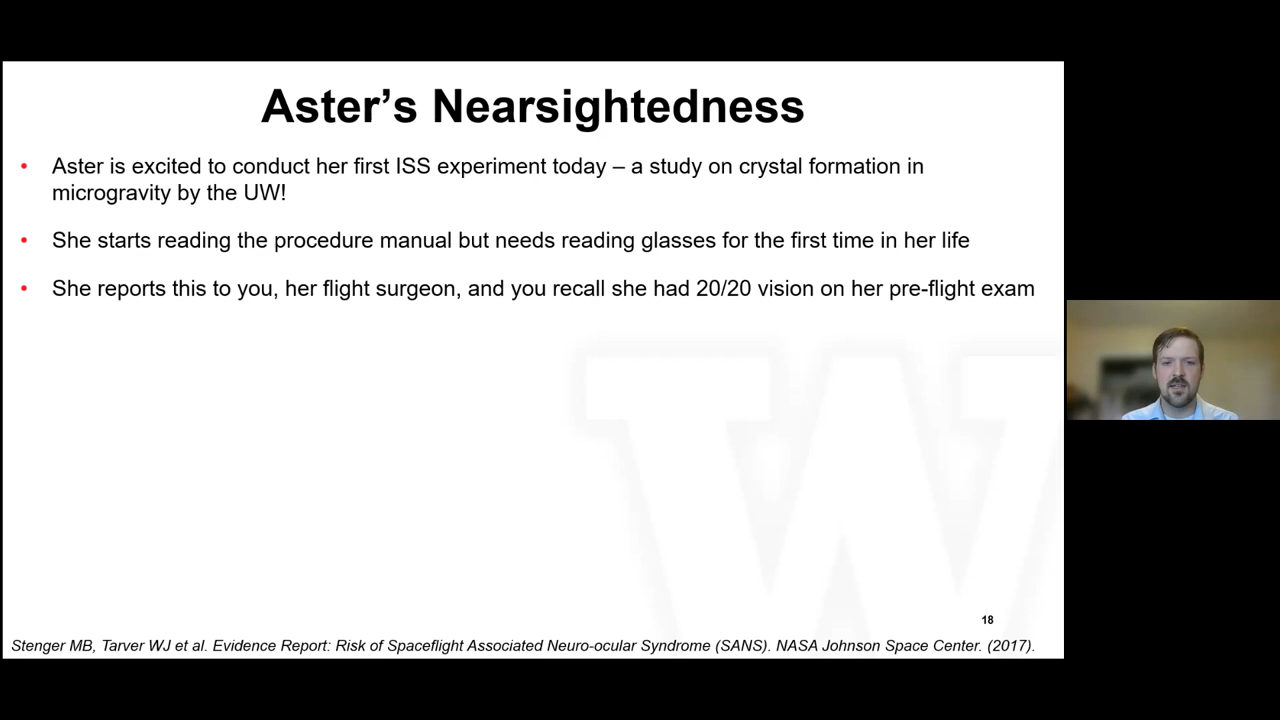 Aster’s Nearsightedness
• Aster is excited to conduct her first ISS experiment today – a study on crystal formation in
microgravity by the UW!
• She starts reading the procedure manual but needs reading glasses for the first time in her life
• She reports this to you, her flight surgeon, and you recall she had 20/20 vision on her pre-flight exam
W
18
Stenger MB, Tarver WJ et al. Evidence Report: Risk of Spaceflight Associated Neuro-ocular Syndrome (SANS). NASA Johnson Space Center. (2017).